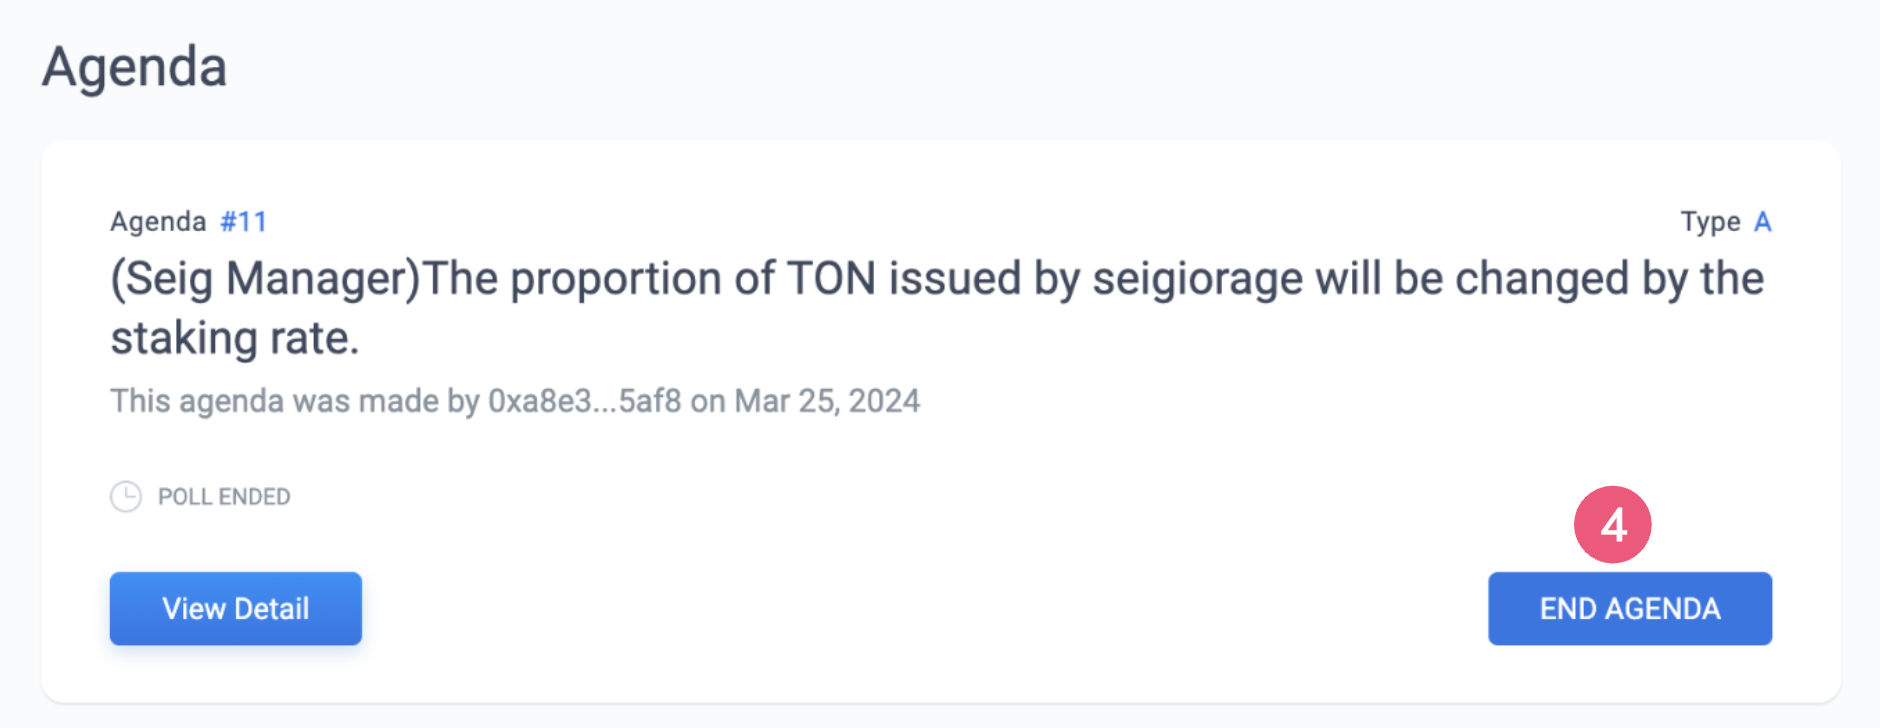 Agenda
Agenda #11
Type A
(Seig Manager)The proportion of TON issued by seigiorage will be changed by the
staking rate.
This agenda was made by 0xa8e3...5af8 on Mar 25, 2024
POLL ENDED
4
View Detail
END AGENDA